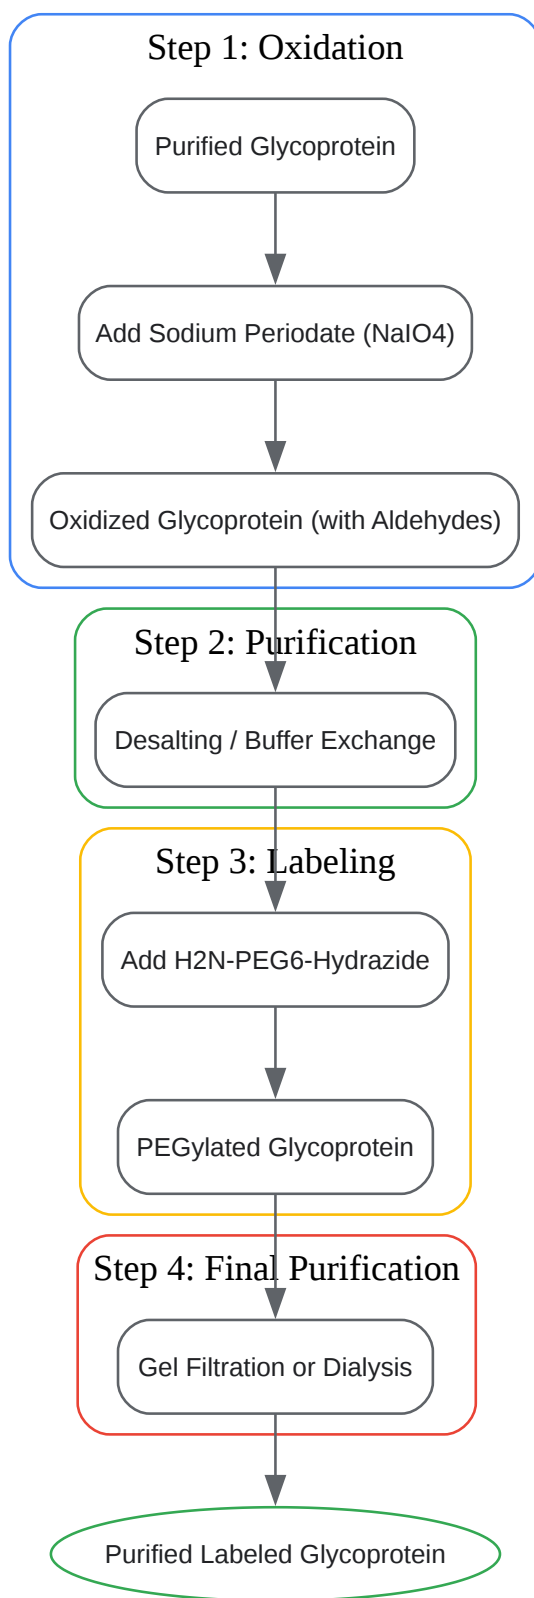 Step 1: Oxidation
Purified Glycoprotein
Add Sodium Periodate (NaIO4)
Oxidized Glycoprotein (with Aldehydes)
Step 2: Purification
Desalting / Buffer Exchange
Step 3: Labeling
Add H2N-PEG6-Hydrazide
PEGylated Glycoprotein
Step 4: Final Purification
Gel Filtration or Dialysis
Purified Labeled Glycoprotein